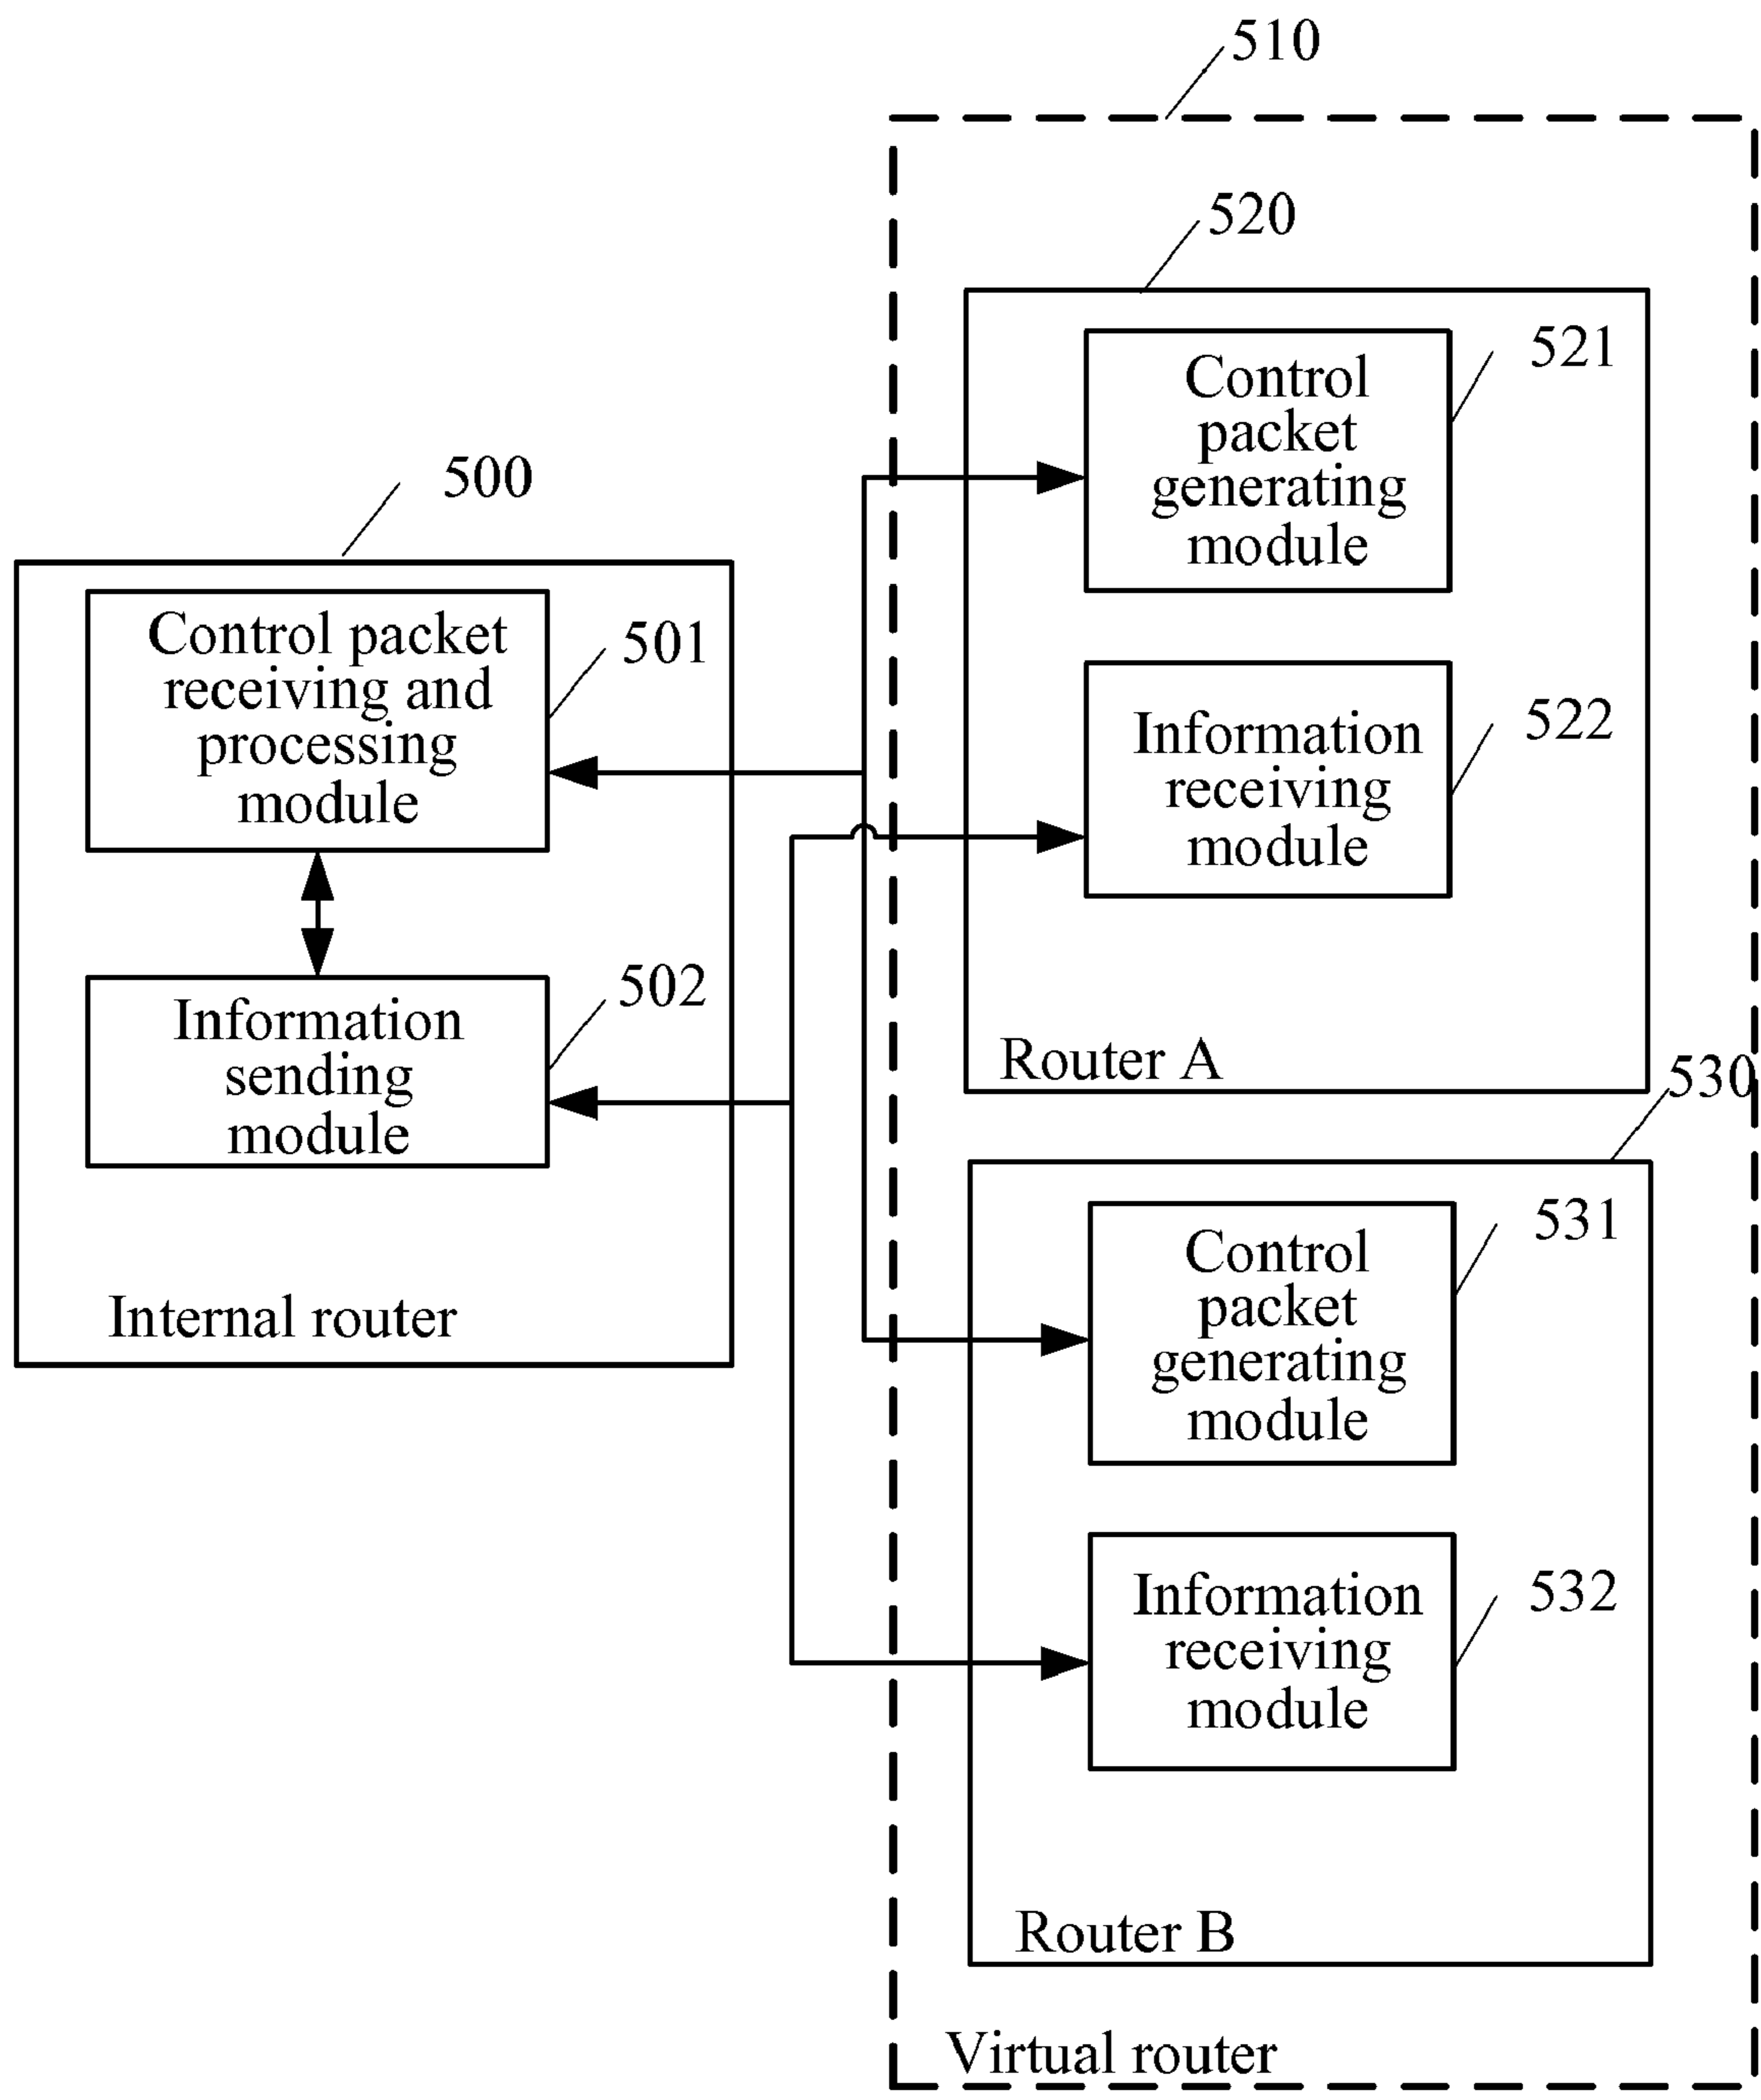 510
520
Control
packet
generating
module
521
Information
receiving
module
522
Router A
500
Control packet
receiving and
processing
module
501
Information
sending
module
502
Internal router
530
Control
packet
generating
module
531
Information
receiving
module
532
Router B
Virtual router